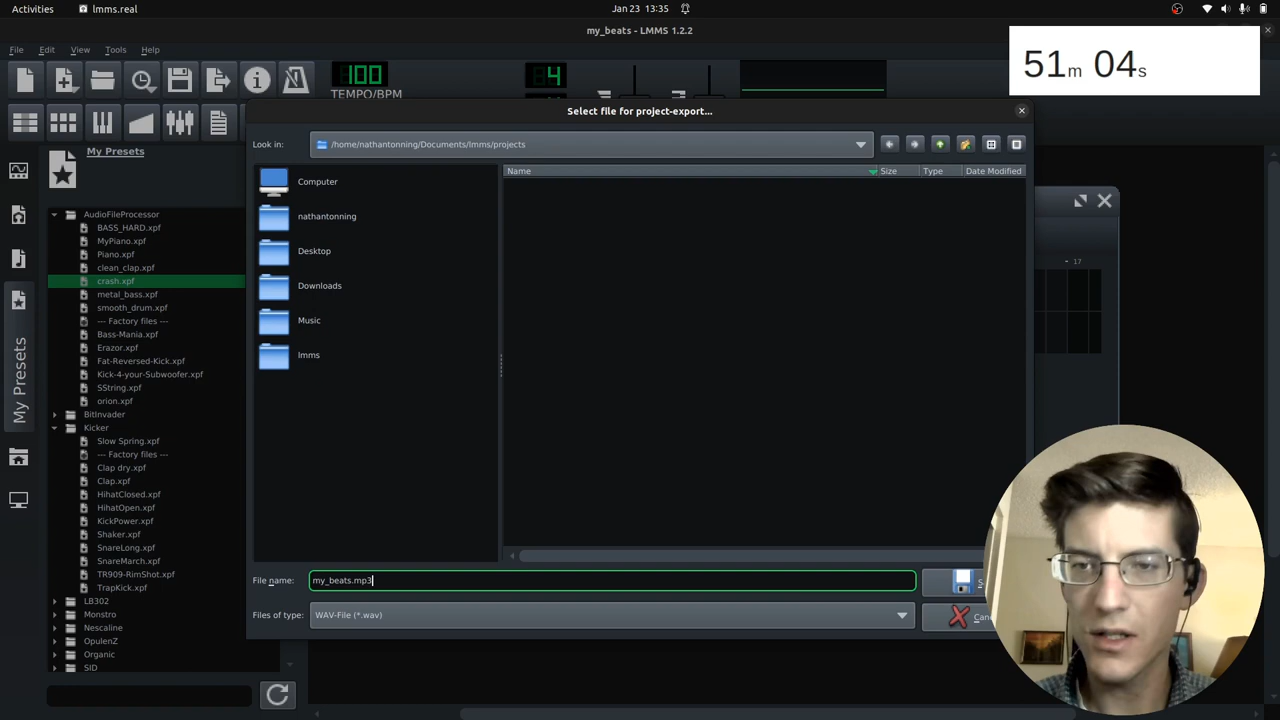 Activities
lmms.real
Jan 23 13:35
my_beats - LMMS 1.2.2
File Edit View Tools Help
51m 04s
100
TEMPO/BPM
4
Select file for project-export...
Look in:
/home/nathantonning/Documents/lmms/projects
My Presets
Name Size Type Date Modified
Computer
nathantonning
Desktop
Downloads
Music
lmms
- 17
My Presets
AudioFileProcessor
BASS_HARD.xpf
MyPiano.xpf
Piano.xpf
clean_clap.xpf
crash.xpf
metal_bass.xpf
smooth_drum.xpf
--- Factory files ---
Bass-Mania.xpf
Erazor.xpf
Fat-Reversed-Kick.xpf
Kick-4-your-Subwoofer.xpf
SString.xpf
orion.xpf
BitInvader
Kicker
Slow Spring.xpf
--- Factory files ---
Clap dry.xpf
Clap.xpf
HihatClosed.xpf
HihatOpen.xpf
KickPower.xpf
Shaker.xpf
SnareLong.xpf
SnareMarch.xpf
TR909-RimShot.xpf
TrapKick.xpf
LB302
Monstro
Nescaline
OpulenZ
Organic
SID
File name:
my_beats.mp3
Files of type:
WAV-File (*.wav)